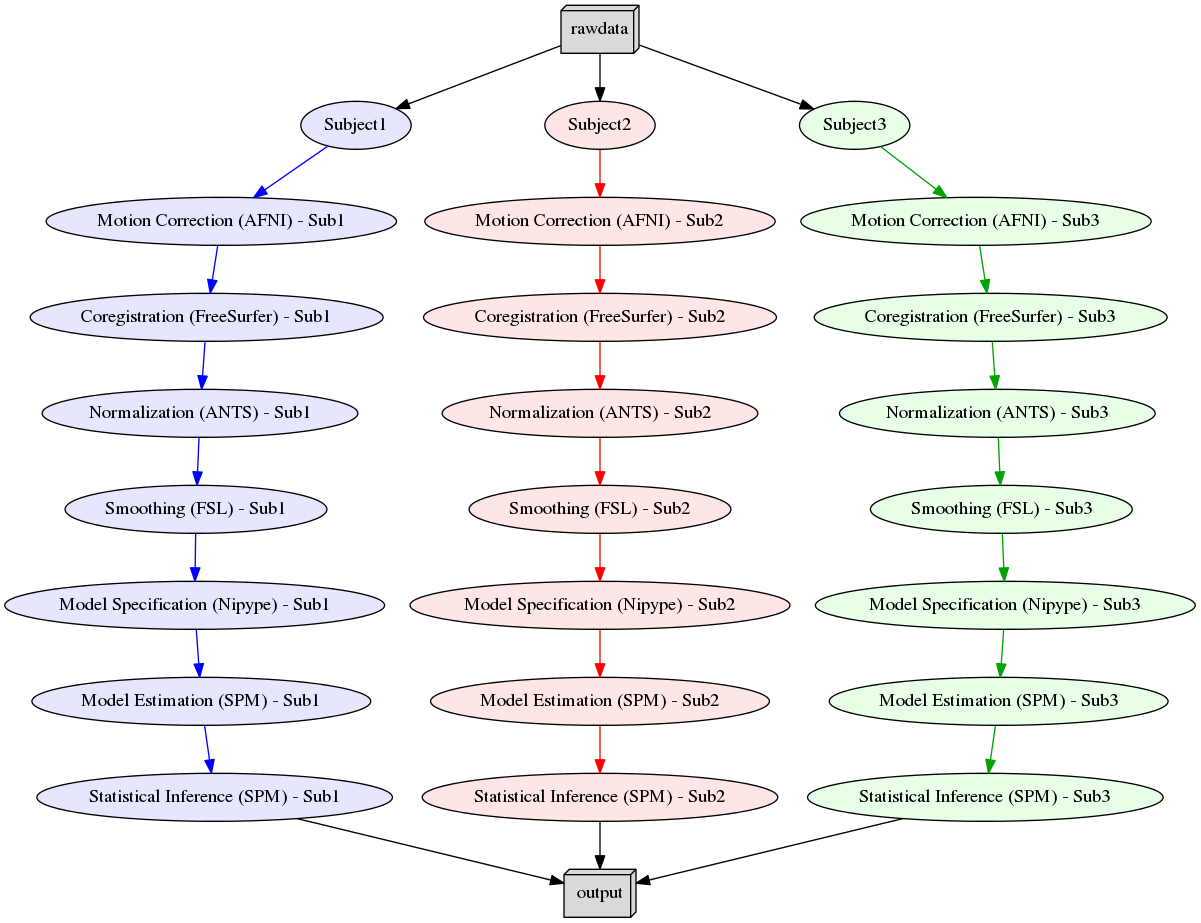 rawdata
Subject1
Subject2
Subject3
Motion Correction (AFNI) - Sub1
Motion Correction (AFNI) - Sub2
Motion Correction (AFNI) - Sub3
Coregistration (FreeSurfer) - Sub1
Coregistration (FreeSurfer) - Sub2
Coregistration (FreeSurfer) - Sub3
Normalization (ANTS) - Sub1
Normalization (ANTS) - Sub2
Normalization (ANTS) - Sub3
Smoothing (FSL) - Sub1
Smoothing (FSL) - Sub2
Smoothing (FSL) - Sub3
Model Specification (Nipype) - Sub1
Model Specification (Nipype) - Sub2
Model Specification (Nipype) - Sub3
Model Estimation (SPM) - Sub1
Model Estimation (SPM) - Sub2
Model Estimation (SPM) - Sub3
Statistical Inference (SPM) - Sub1
Statistical Inference (SPM) - Sub2
Statistical Inference (SPM) - Sub3
output